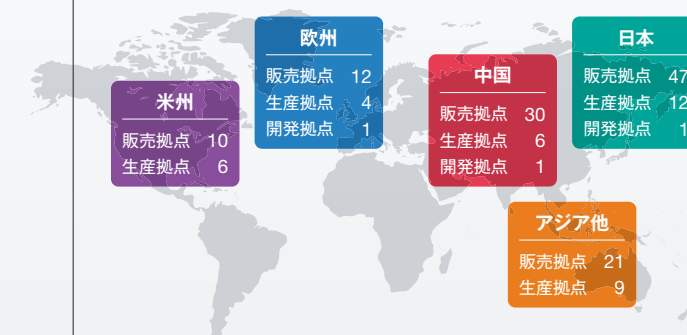 米州
販売拠点 10
生産拠点 6
欧州
販売拠点 12
生産拠点 4
開発拠点 1
中国
販売拠点 30
生産拠点 6
開発拠点 1
日本
販売拠点 47
生産拠点 12
開発拠点 1
アジア他
販売拠点 21
生産拠点 9